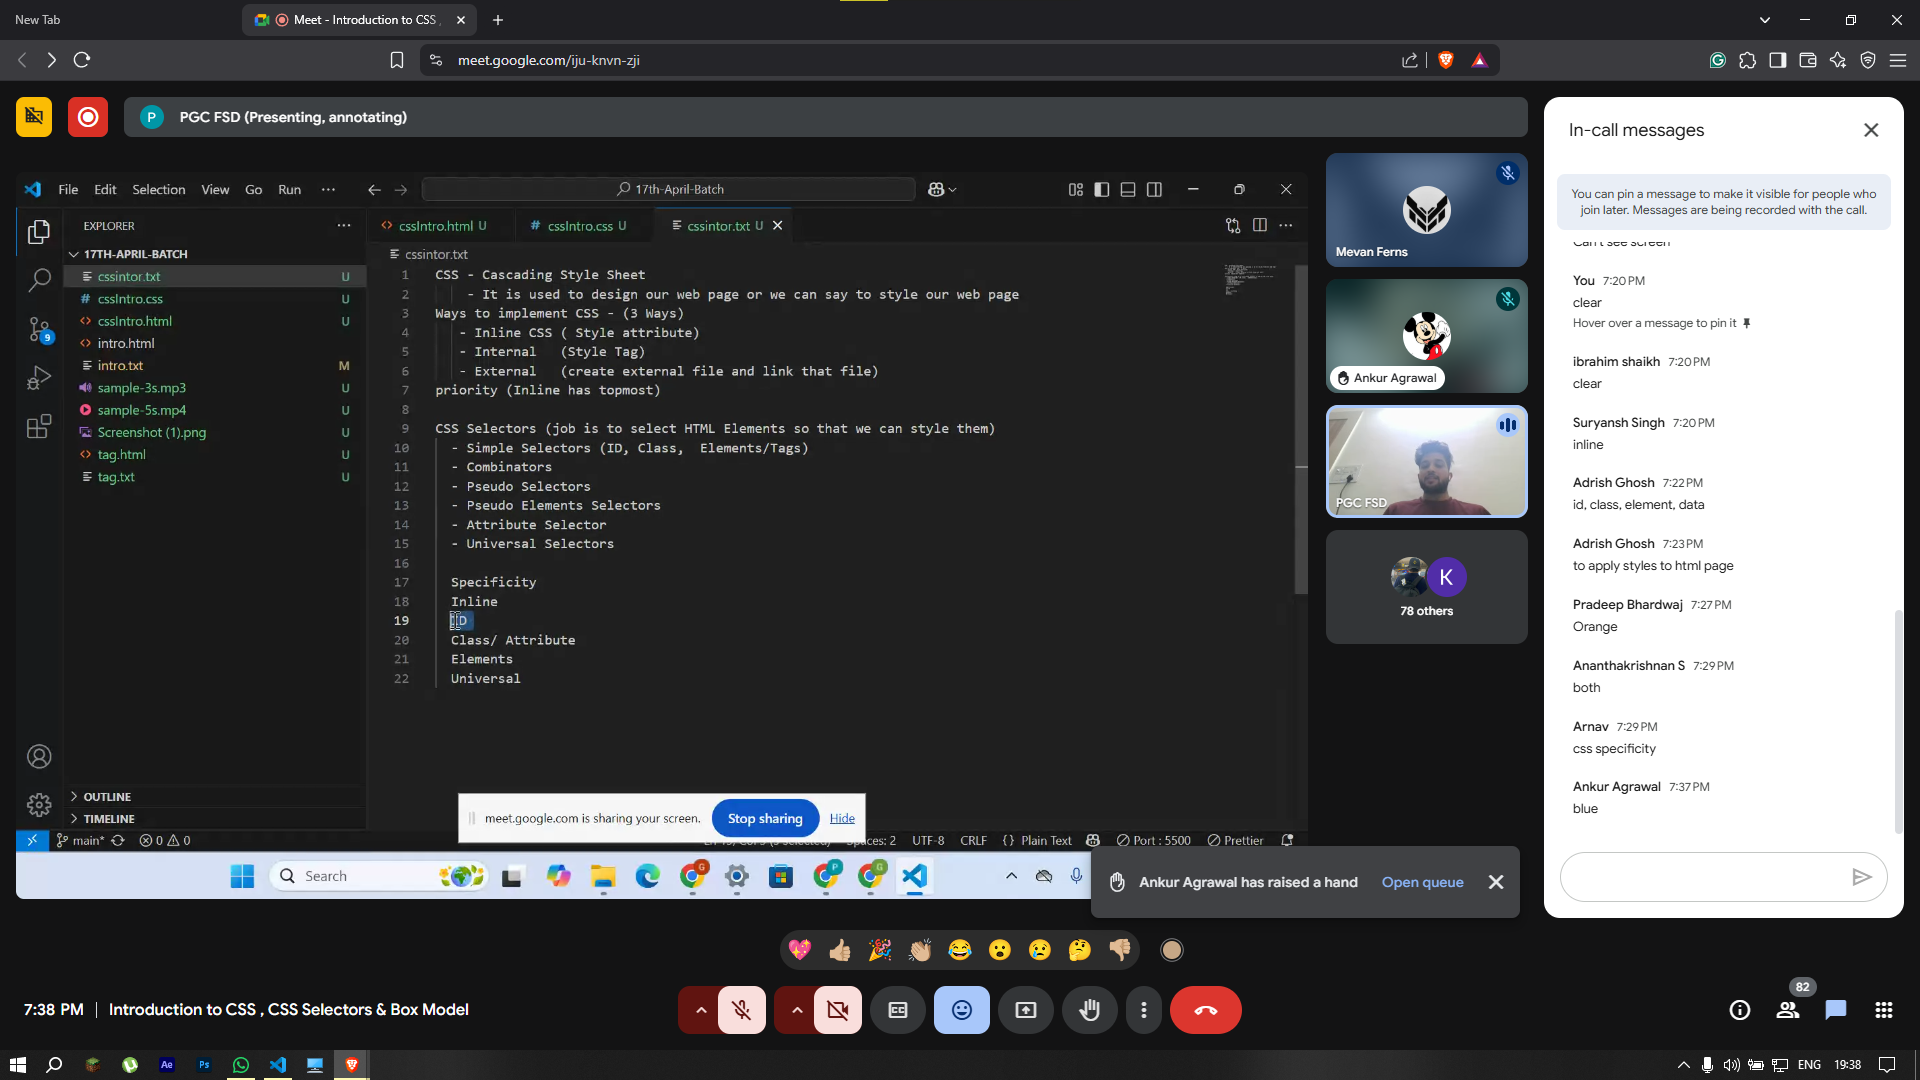 New Tab
Meet - Introduction to CSS
meet.google.com/iju-knvn-zji
PGC FSD (Presenting, annotating)
File Edit Selection View Go Run
17th-April-Batch
EXPLORER
17TH-APRIL-BATCH
cssintor.txt U
cssIntro.css U
cssIntro.html U
intro.html
intro.txt M
sample-3s.mp3 U
sample-5s.mp4 U
Screenshot (1).png U
tag.html U
tag.txt U
OUTLINE
TIMELINE
9
cssIntro.html U
cssIntro.css U
cssintor.txt U
cssintor.txt
1 CSS - Cascading Style Sheet
2 - It is used to design our web page or we can say to style our web page
3 Ways to implement CSS - (3 Ways)
4 - Inline CSS ( Style attribute)
5 - Internal (Style Tag)
6 - External (create external file and link that file)
7 priority (Inline has topmost)
8
9 CSS Selectors (job is to select HTML Elements so that we can style them)
10 - Simple Selectors (ID, Class, Elements/Tags)
11 - Combinators
12 - Pseudo Selectors
13 - Pseudo Elements Selectors
14 - Attribute Selector
15 - Universal Selectors
16
17 Specificity
18 Inline
19 ID
20 Class/ Attribute
21 Elements
22 Universal
meet.google.com is sharing your screen.
Stop sharing
Hide
main*
0 0
Spaces: 2
UTF-8
CRLF
{} Plain Text
Port : 5500
Prettier
Search
Ankur Agrawal has raised a hand
Open queue
Mevan Ferns
Ankur Agrawal
PGC FSD
K
78 others
In-call messages
You can pin a message to make it visible for people who
join later. Messages are being recorded with the call.
Can't see screen
You 7:20 PM
clear
Hover over a message to pin it
ibrahim shaikh 7:20 PM
clear
Suryansh Singh 7:20 PM
inline
Adrish Ghosh 7:22 PM
id, class, element, data
Adrish Ghosh 7:23 PM
to apply styles to html page
Pradeep Bhardwaj 7:27 PM
Orange
Ananthakrishnan S 7:29 PM
both
Arnav 7:29 PM
css specificity
Ankur Agrawal 7:37 PM
blue
7:38 PM
Introduction to CSS , CSS Selectors & Box Model
82
ENG
19:38